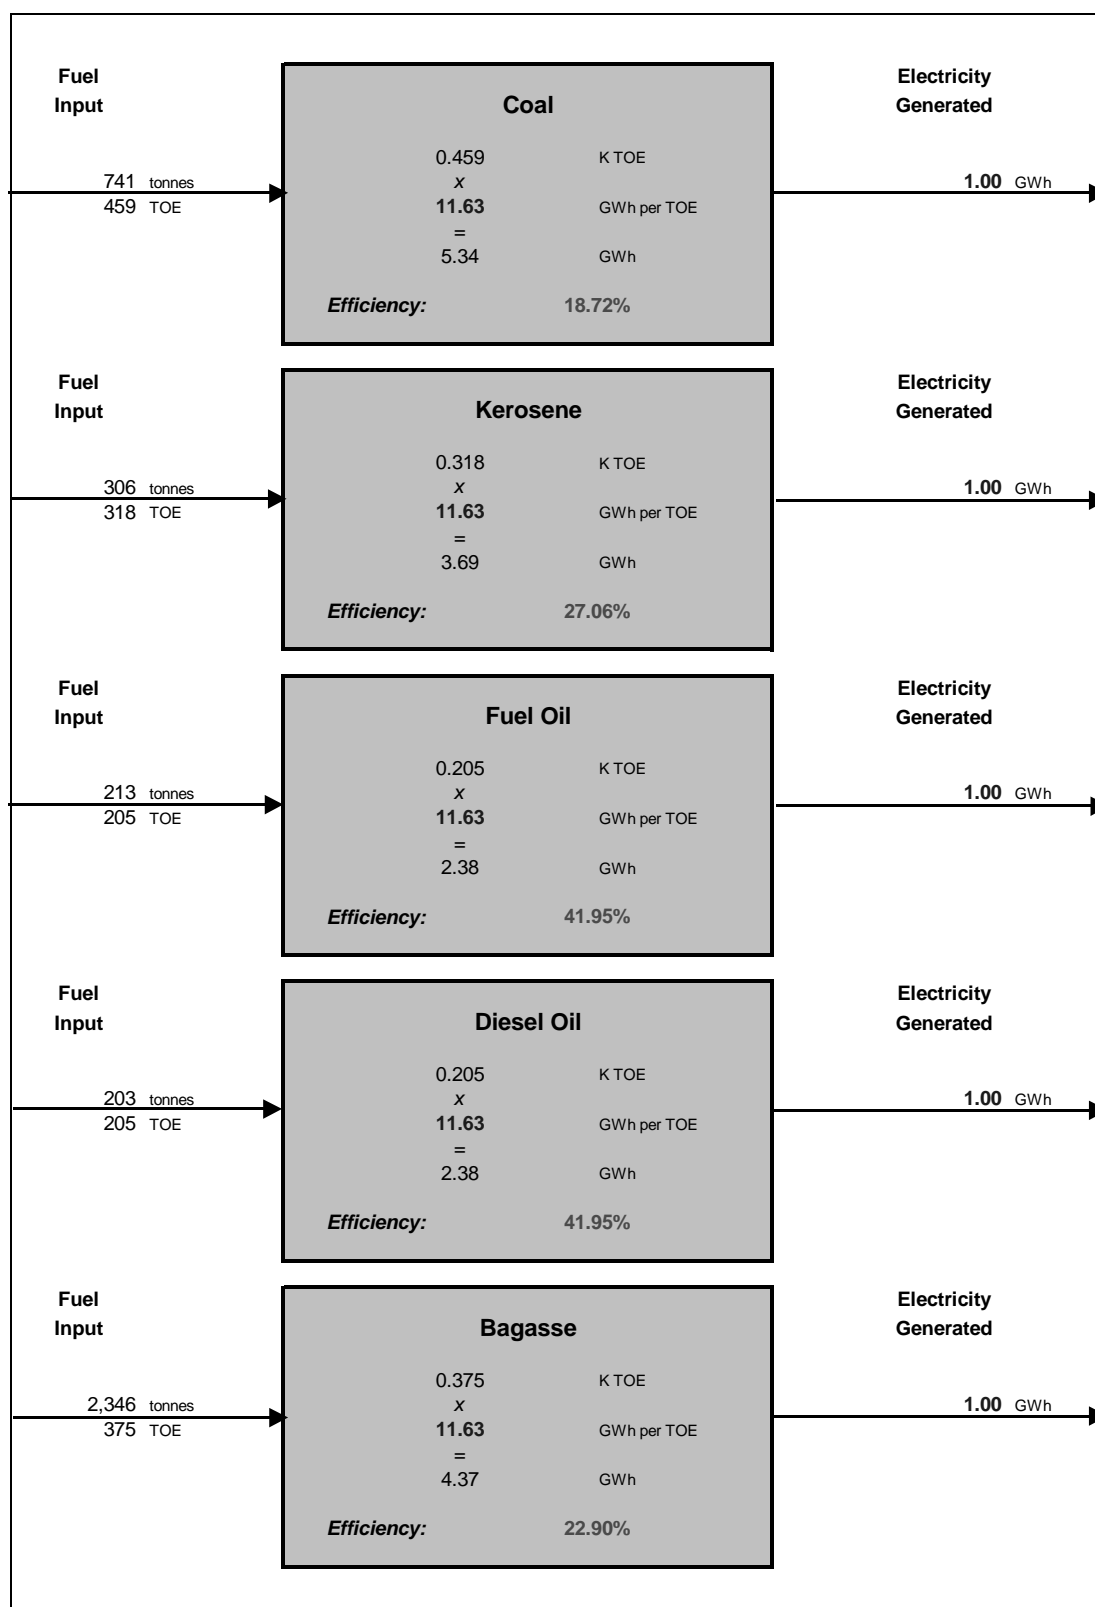 Fuel Electricity
Input Coal Generated
0.459 K TOE
741 tonnes x 1.00 GWh
459 TOE 11.63 GWh per TOE
=
5.34 GWh
Efficiency: 18.72%
Fuel Electricity
Input Kerosene Generated
0.318 K TOE
306 tonnes x 1.00 GWh
318 TOE 11.63 GWh per TOE
=
3.69 GWh
Efficiency: 27.06%
Fuel Electricity
Input Fuel Oil Generated
0.205 K TOE
213 tonnes x 1.00 GWh
205 TOE 11.63 GWh per TOE
=
2.38 GWh
Efficiency: 41.95%
Fuel Electricity
Input Diesel Oil Generated
0.205 K TOE
203 tonnes x 1.00 GWh
205 TOE 11.63 GWh per TOE
=
2.38 GWh
Efficiency: 41.95%
Fuel Electricity
Input Bagasse Generated
0.375 K TOE
2,346 tonnes x 1.00 GWh
375 TOE 11.63 GWh per TOE
=
4.37 GWh
Efficiency: 22.90%